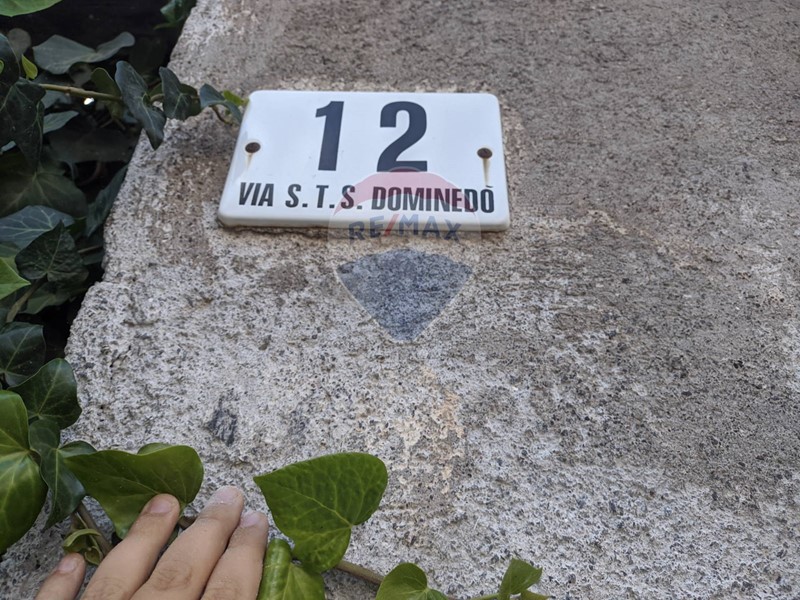 12
VIA S.T.S. DOMINEDÒ
RE/MAX